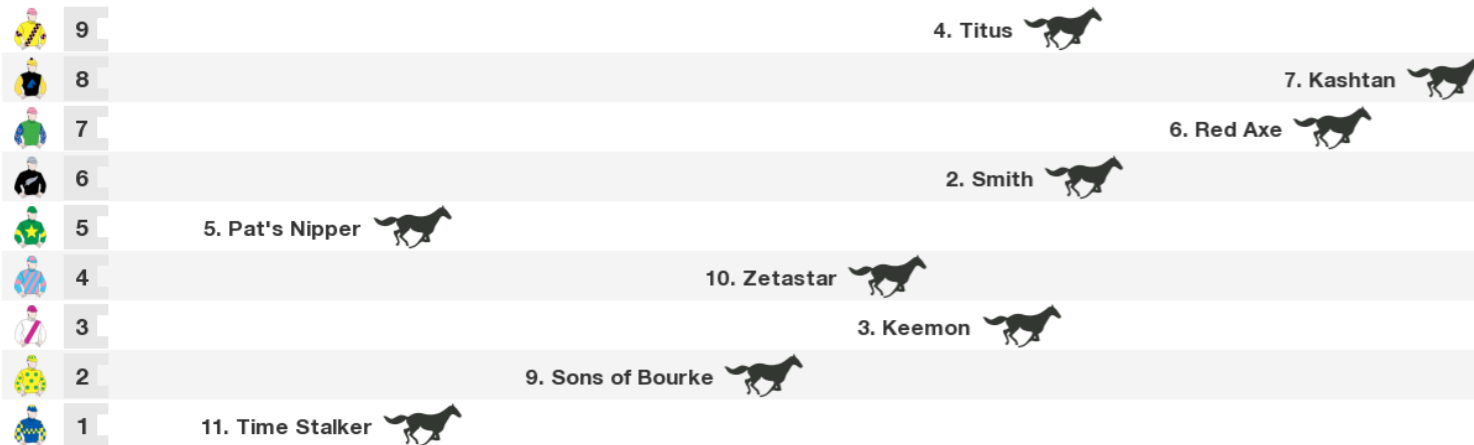 9 4. Titus
8 7. Kashtan
7 6. Red Axe
6 2. Smith
5 5. Pat's Nipper
4 10. Zetastar
3 3. Keemon
2 9. Sons of Bourke
1 11. Time Stalker